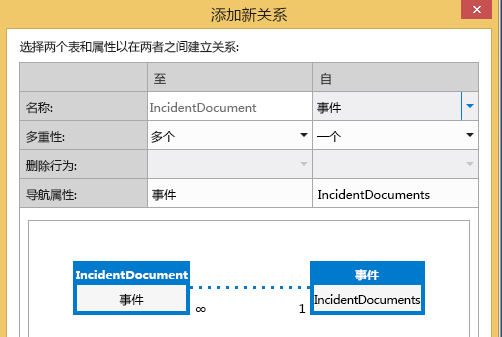 添加新关系
选择两个表和属性以在两者之间建立关系:
至 自
名称: IncidentDocument 事件
多重性: 多个 一个
删除行为:
导航属性: 事件 IncidentDocuments
IncidentDocument 事件
事件 IncidentDocuments
∞ 1